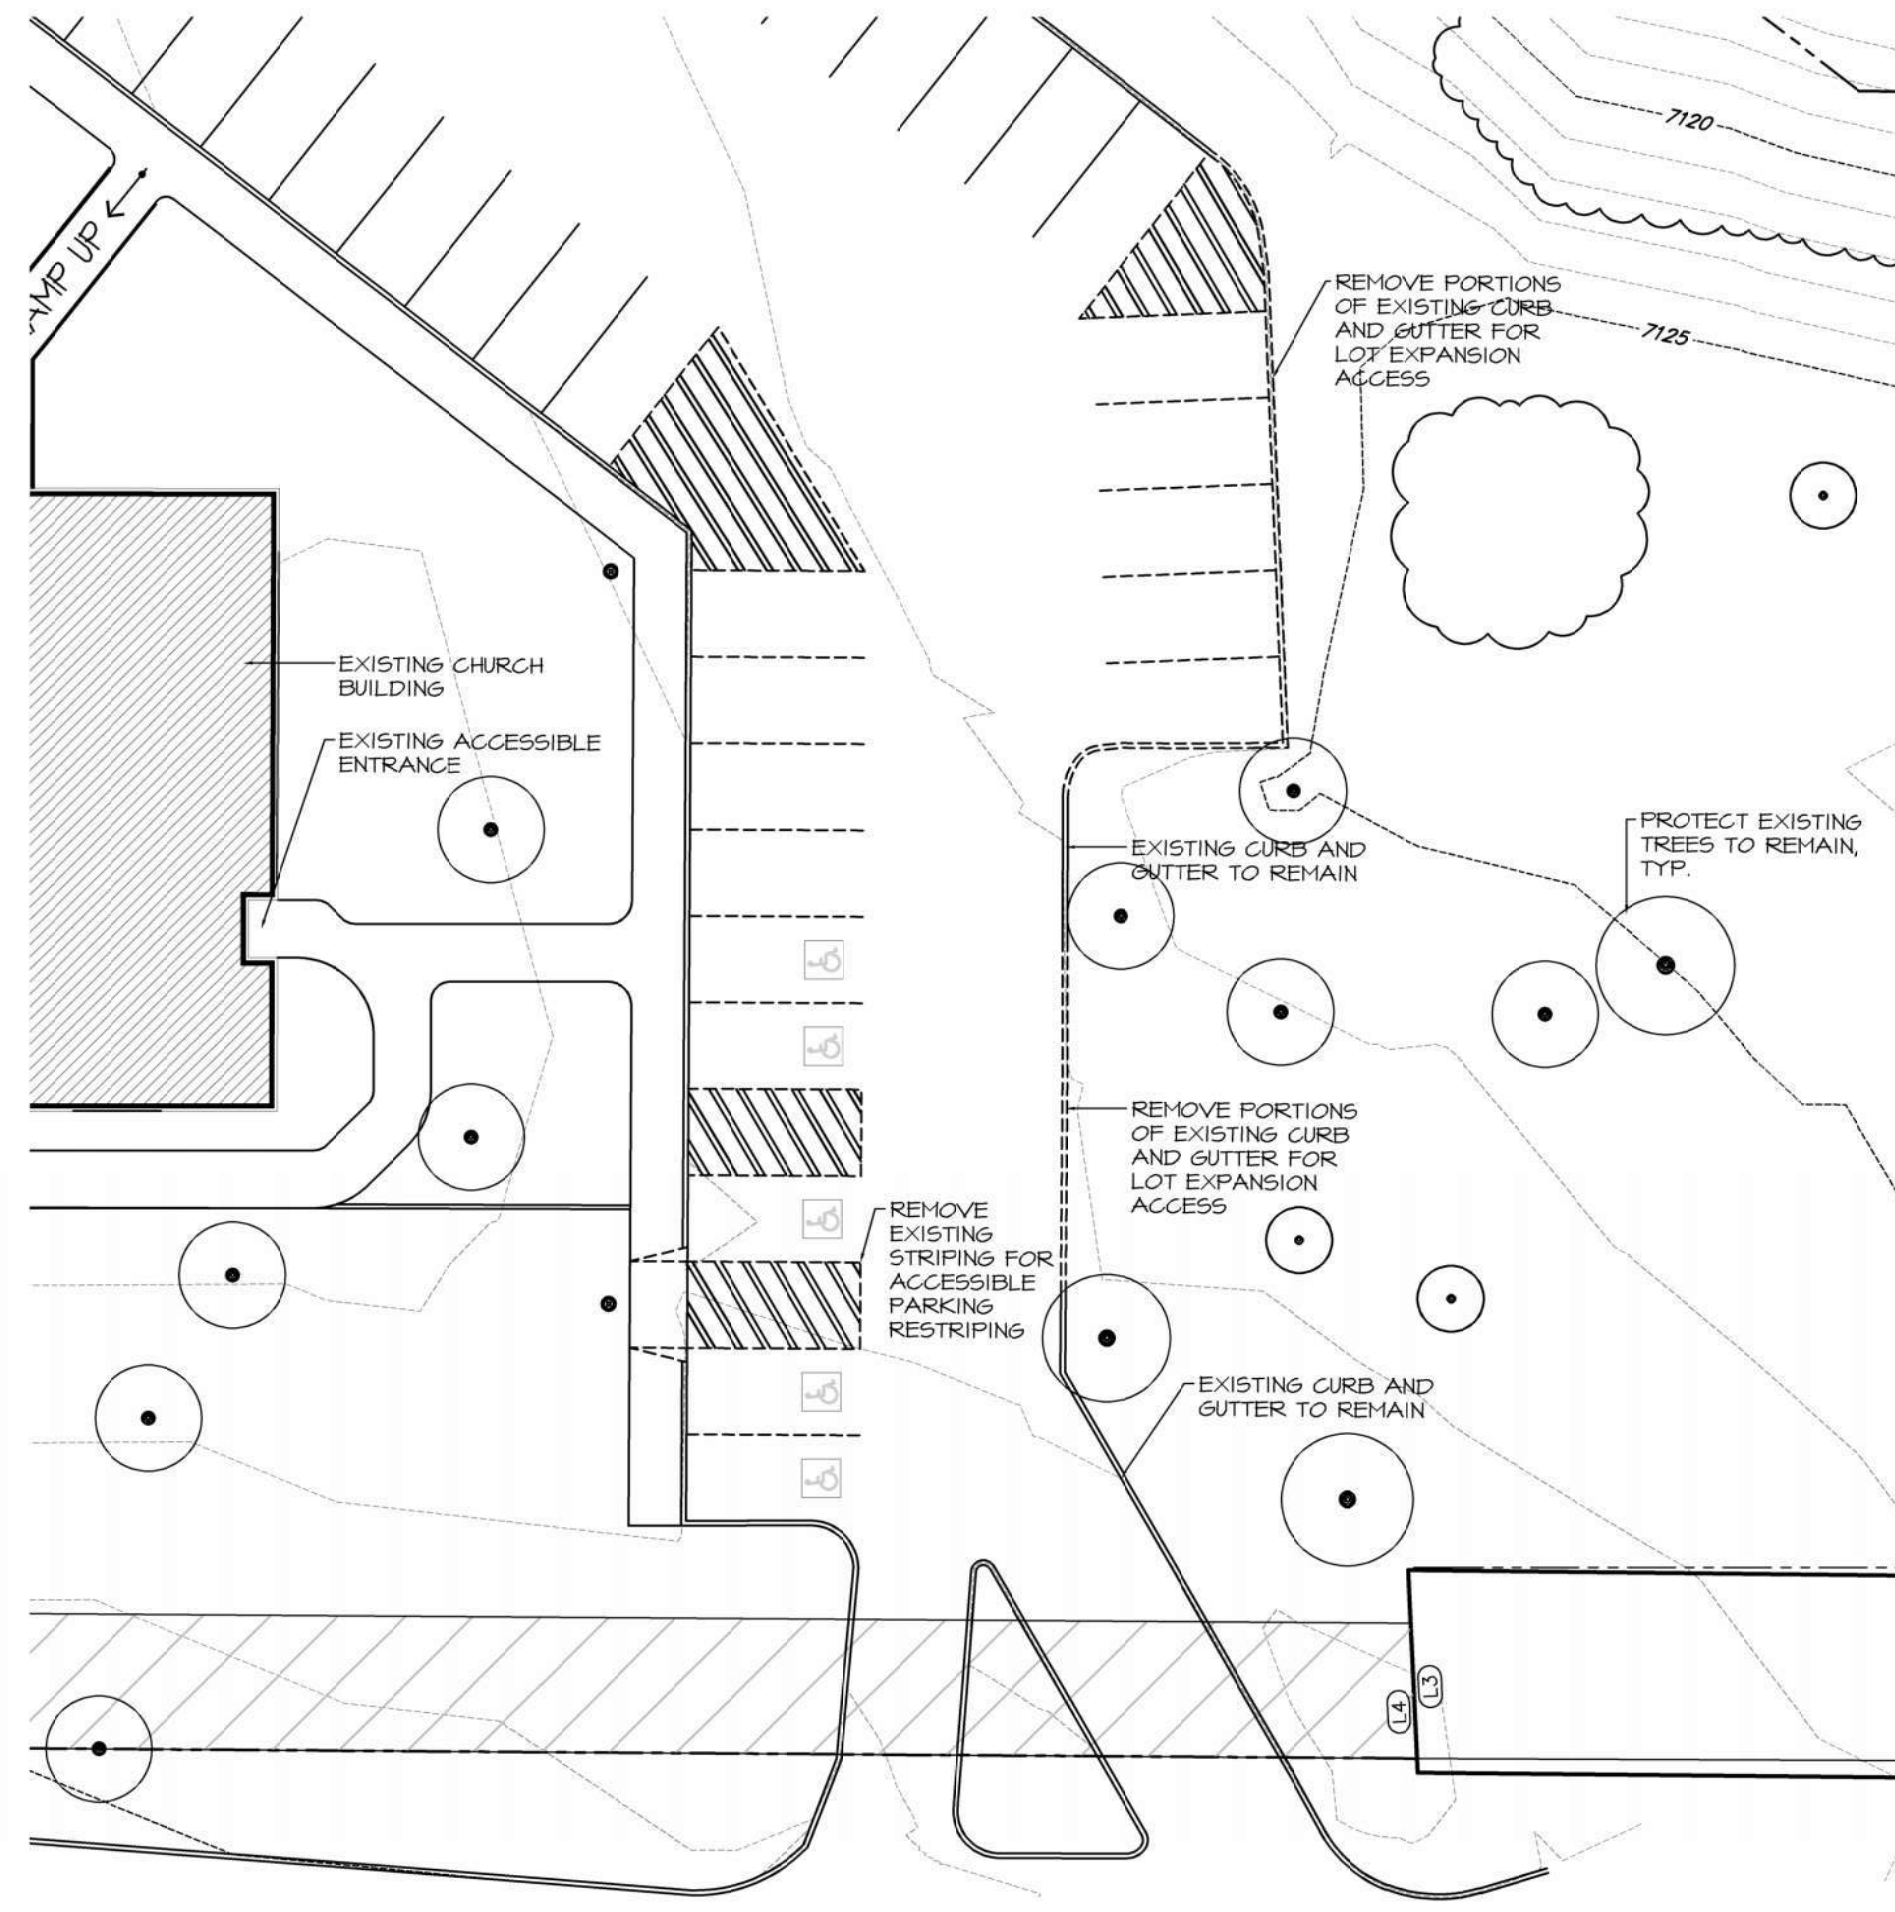 7120
AMP UP
REMOVE PORTIONS
OF EXISTING CURB
AND GUTTER FOR
LOT EXPANSION
ACCESS
7125
EXISTING CHURCH
BUILDING
EXISTING ACCESSIBLE
ENTRANCE
EXISTING CURB AND
GUTTER TO REMAIN
PROTECT EXISTING
TREES TO REMAIN,
TYP.
REMOVE PORTIONS
OF EXISTING CURB
AND GUTTER FOR
LOT EXPANSION
ACCESS
REMOVE
EXISTING
STRIPING FOR
ACCESSIBLE
PARKING
RESTRIPING
EXISTING CURB AND
GUTTER TO REMAIN
L4
L3